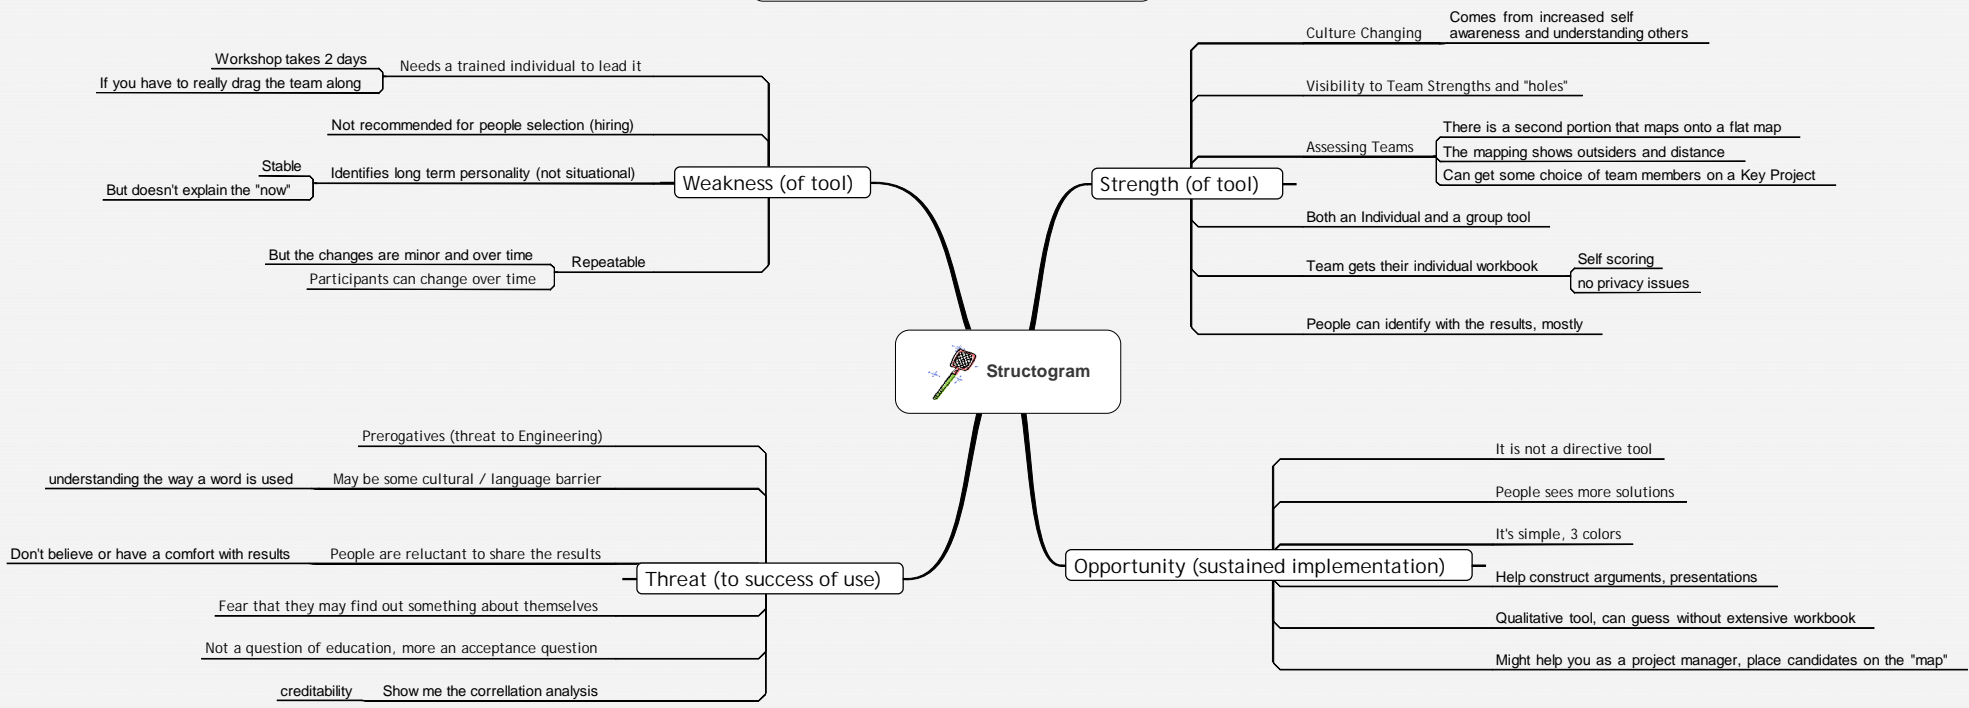 Workshop takes 2 days
If you have to really drag the team along
Needs a trained individual to lead it
Not recommended for people selection (hiring)
Stable
But doesn't explain the "now"
Identifies long term personality (not situational)
Weakness (of tool)
But the changes are minor and over time
Participants can change over time
Repeatable
Culture Changing
Comes from increased self
awareness and understanding others
Visibility to Team Strengths and "holes"
Assessing Teams
There is a second portion that maps onto a flat map
The mapping shows outsiders and distance
Can get some choice of team members on a Key Project
Strength (of tool)
Both an Individual and a group tool
Team gets their individual workbook
Self scoring
no privacy issues
People can identify with the results, mostly
Structogram
Prerogatives (threat to Engineering)
understanding the way a word is used
May be some cultural / language barrier
Don't believe or have a comfort with results
People are reluctant to share the results
Threat (to success of use)
Fear that they may find out something about themselves
Not a question of education, more an acceptance question
creditability
Show me the correllation analysis
It is not a directive tool
People sees more solutions
It's simple, 3 colors
Opportunity (sustained implementation)
Help construct arguments, presentations
Qualitative tool, can guess without extensive workbook
Might help you as a project manager, place candidates on the "map"